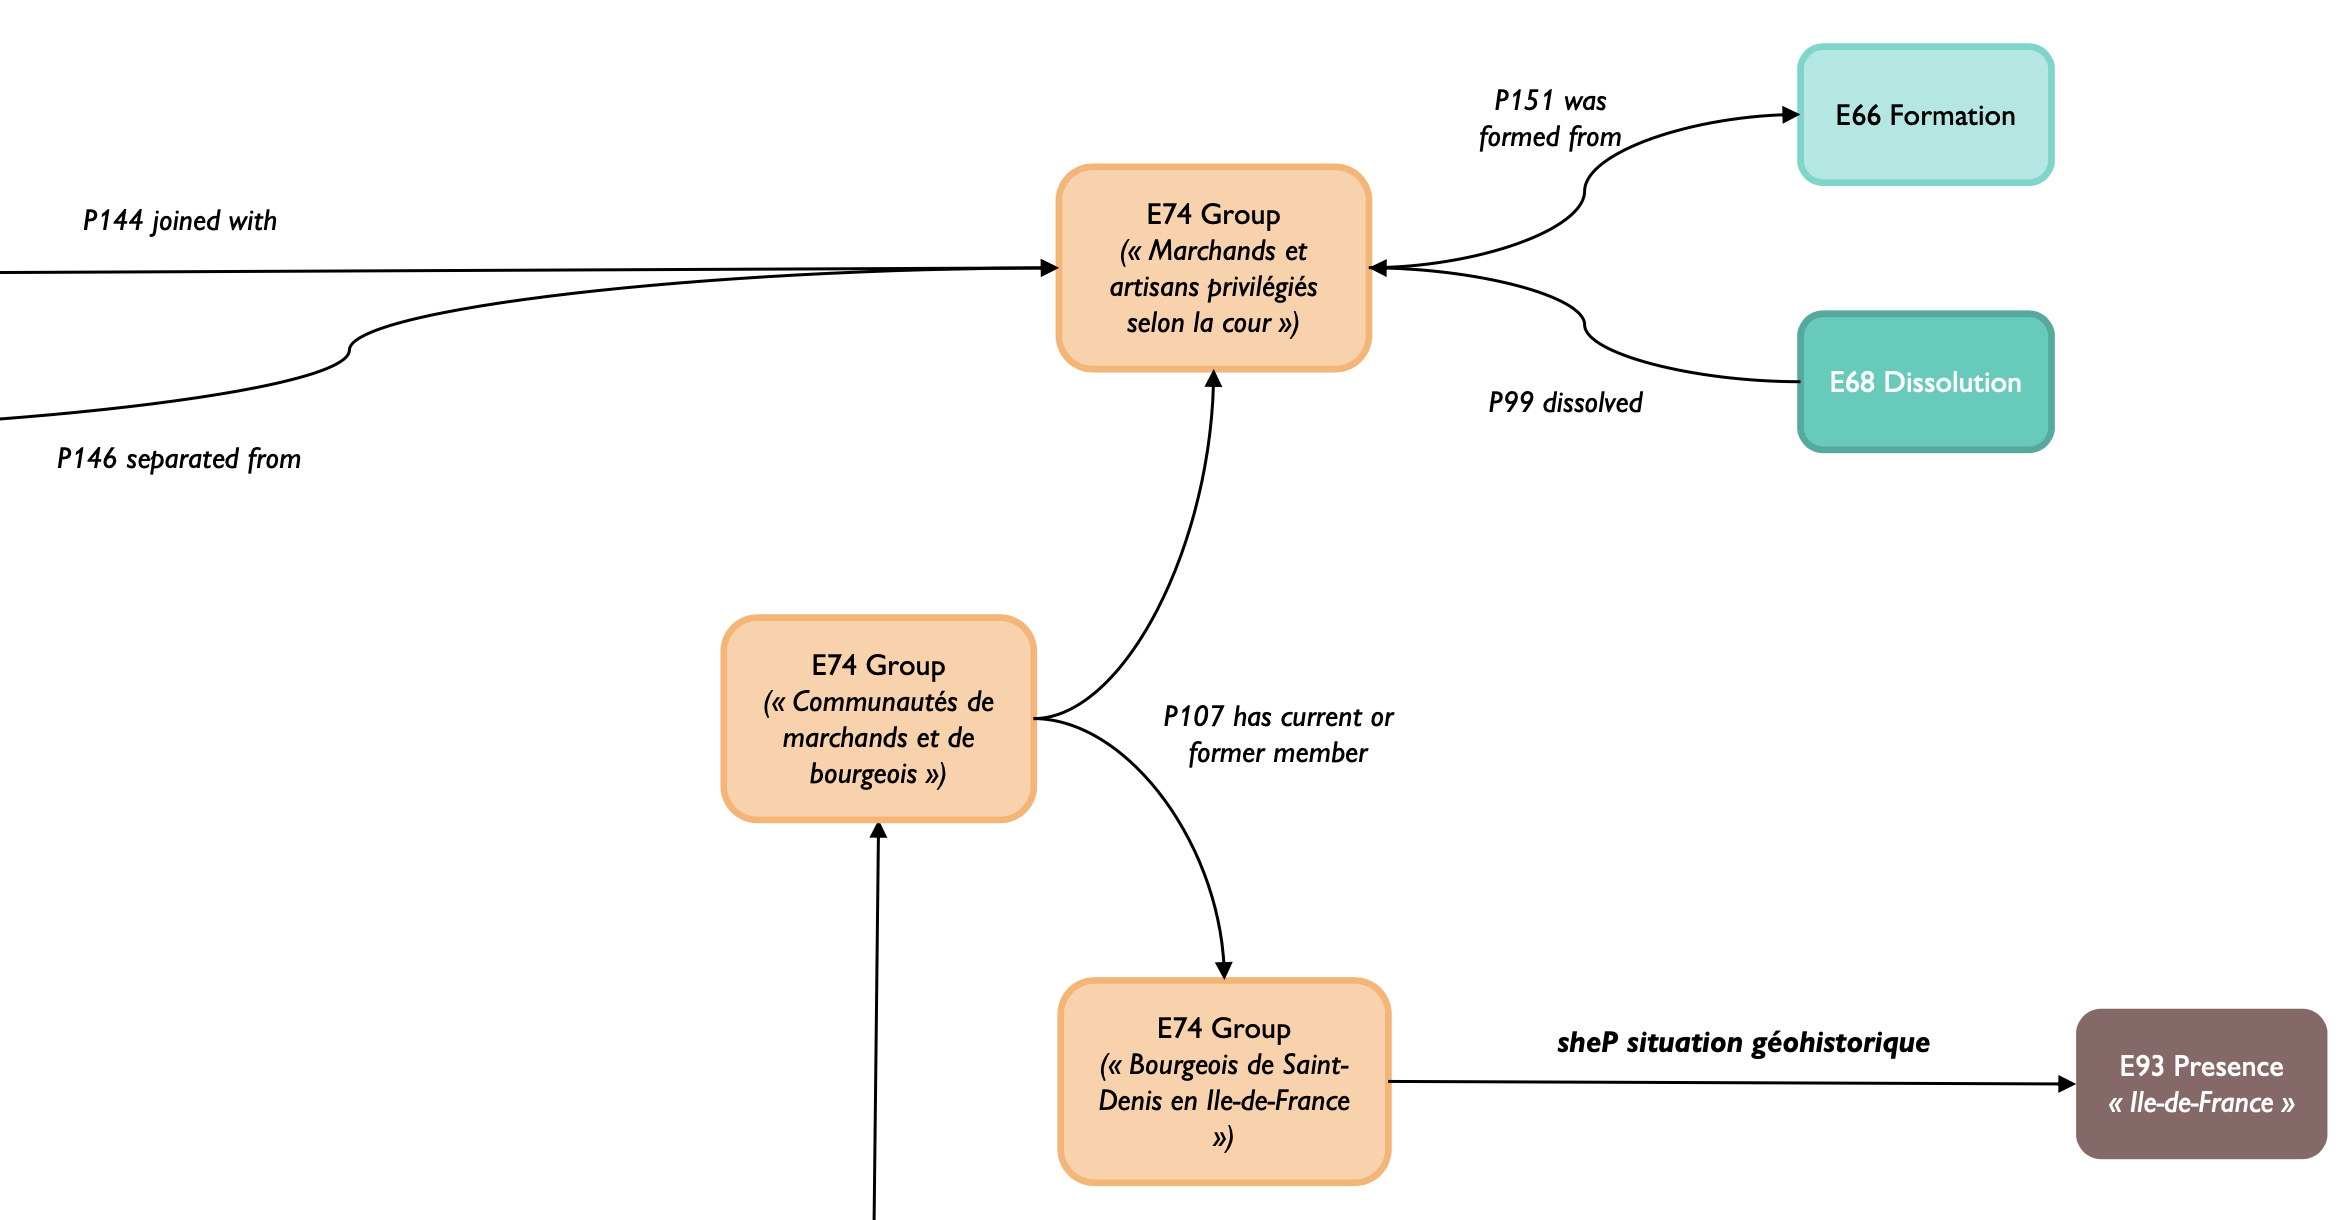 P151 was
formed from
E66 Formation
P144 joined with
E74 Group
(« Marchands et
artisans privilégiés
selon la cour »)
E68 Dissolution
P99 dissolved
P146 separated from
E74 Group
(« Communautés de
marchands et de
bourgeois »)
P107 has current or
former member
E74 Group
(« Bourgeois de Saint-
Denis en Ile-de-France
»)
sheP situation géohistorique
E93 Presence
« Ile-de-France »